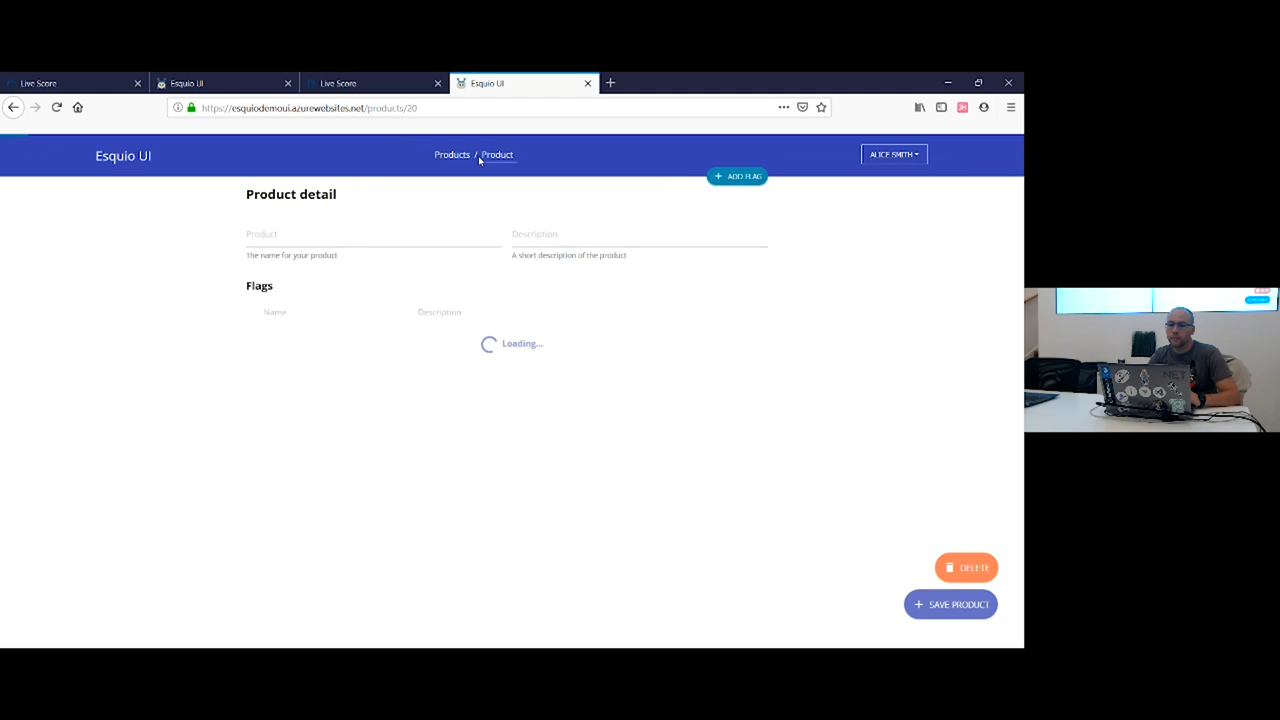 Live Score
Esquio UI
Live Score
Esquio UI
https://esquiodemoui.azurewebsites.net/products/20
Esquio UI
Products / Product
ALICE SMITH
+ ADD FLAG
Product detail
Product
Description
The name for your product
A short description of the product
Flags
Name
Description
Loading...
DELETE
+ SAVE PRODUCT
.NET